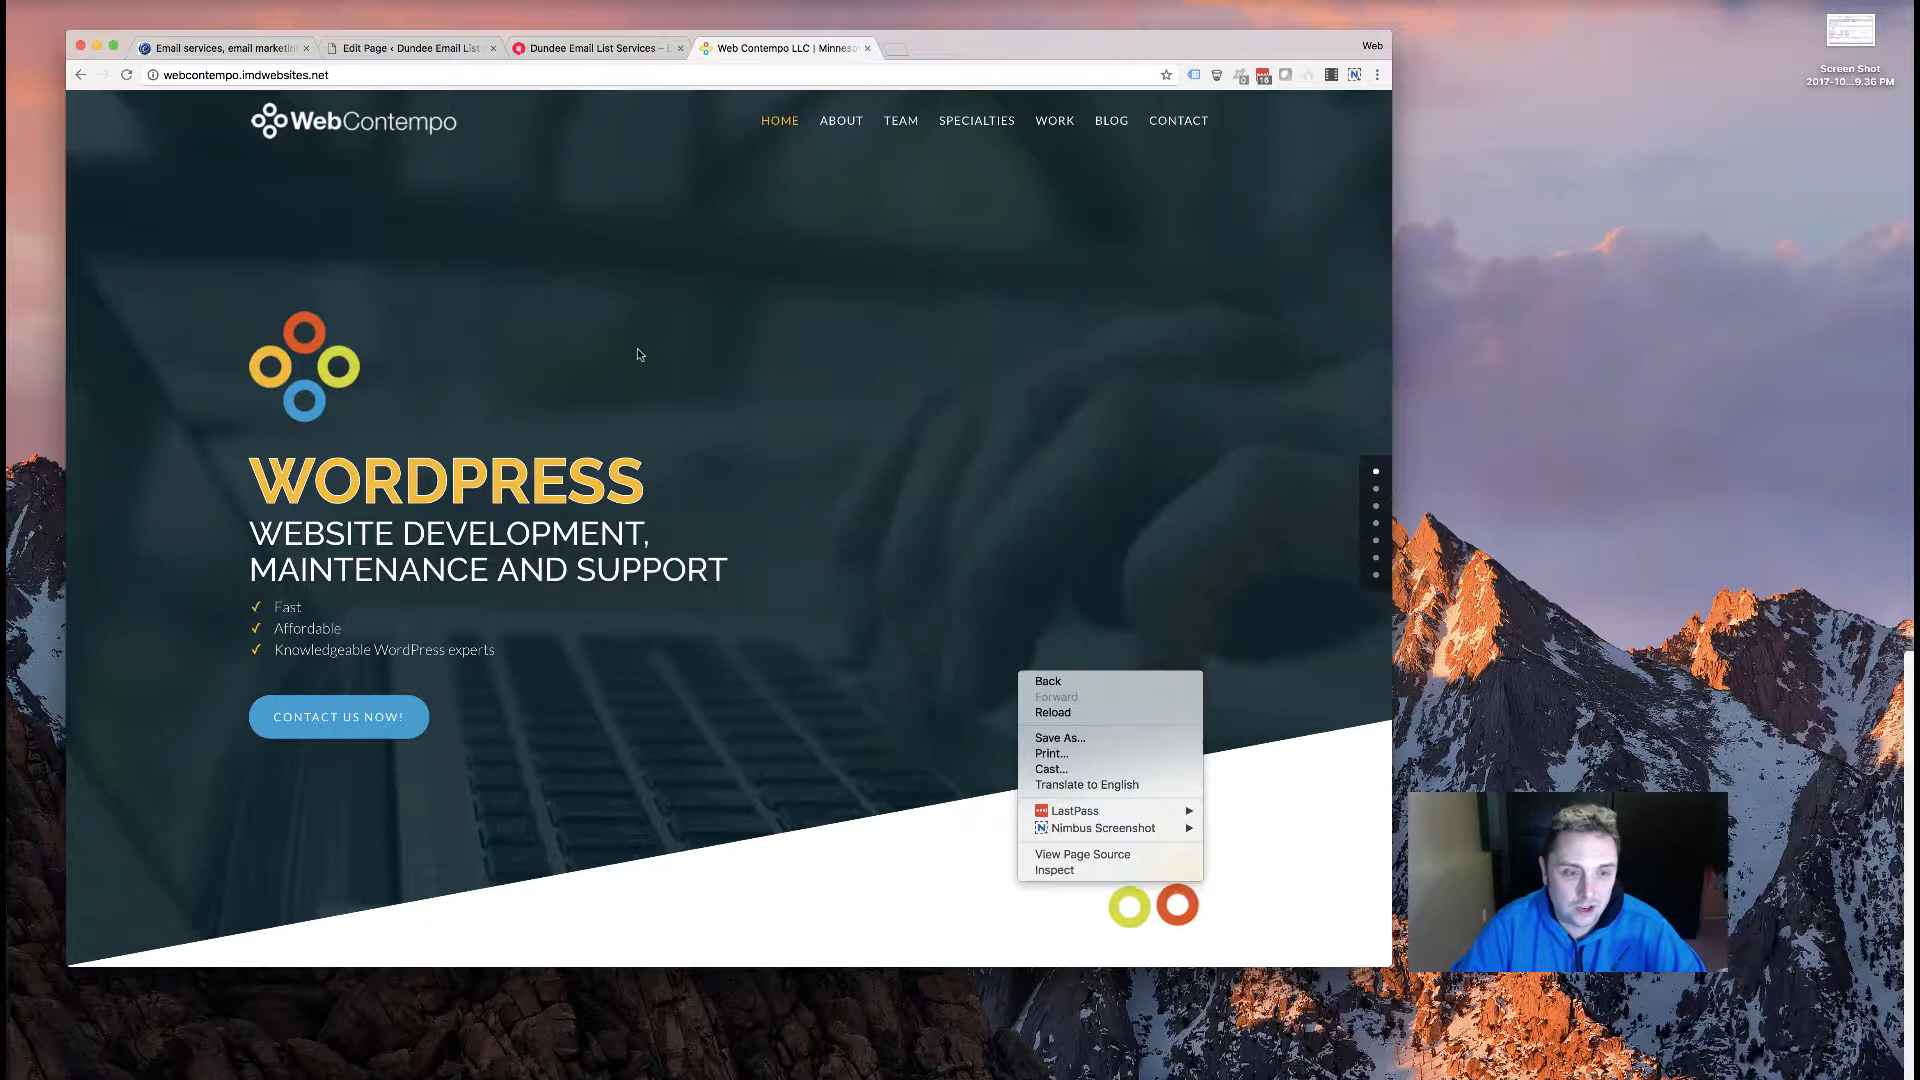 Email services, email marketin
Edit Page ‹ Dundee Email List
Dundee Email List Services – E
Web Contempo LLC | Minneso
Web
webcontempo.imdwebsites.net
0
16
Screen Shot
2017-10...9.36 PM
WebContempo
HOME
ABOUT
TEAM
SPECIALTIES
WORK
BLOG
CONTACT
WORDPRESS
WEBSITE DEVELOPMENT,
MAINTENANCE AND SUPPORT
✓ Fast
✓ Affordable
✓ Knowledgeable WordPress experts
CONTACT US NOW!
Back
Forward
Reload
Save As...
Print...
Cast...
Translate to English
LastPass
Nimbus Screenshot
View Page Source
Inspect